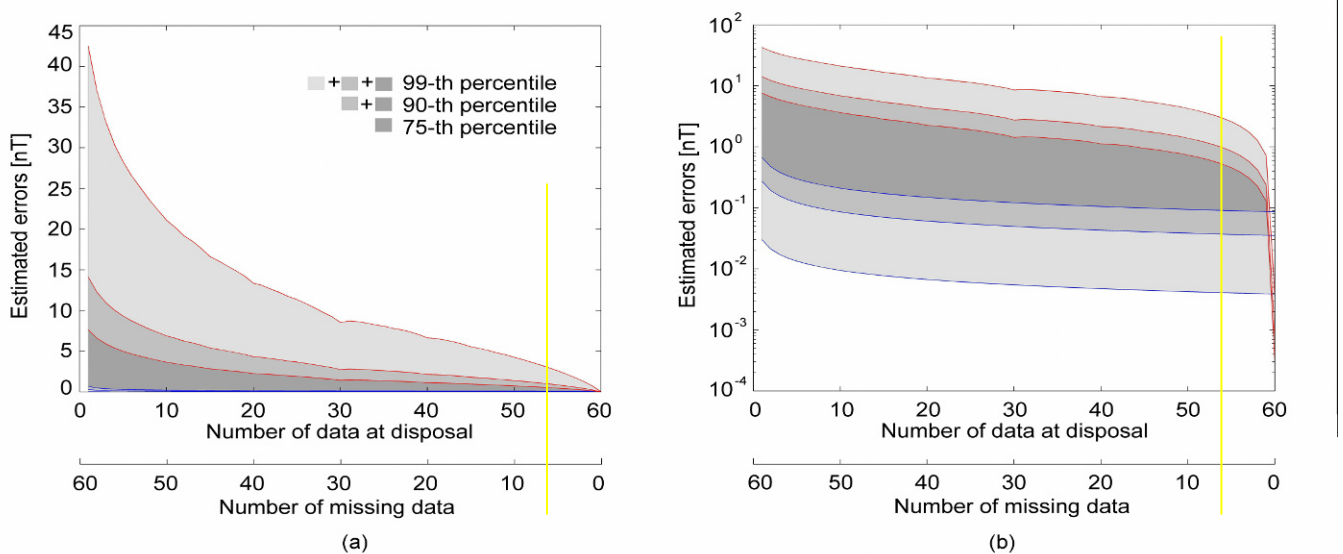 45
40
35
30
25
20
15
10
5
0
Estimated errors [nT]
+ + 99-th percentile
+ 90-th percentile
75-th percentile
0 10 20 30 40 50 60
Number of data at disposal
60 50 40 30 20 10 0
Number of missing data
(a)
10²
10¹
10⁰
10⁻¹
10⁻²
10⁻³
10⁻⁴
Estimated errors [nT]
0 10 20 30 40 50 60
Number of data at disposal
60 50 40 30 20 10 0
Number of missing data
(b)